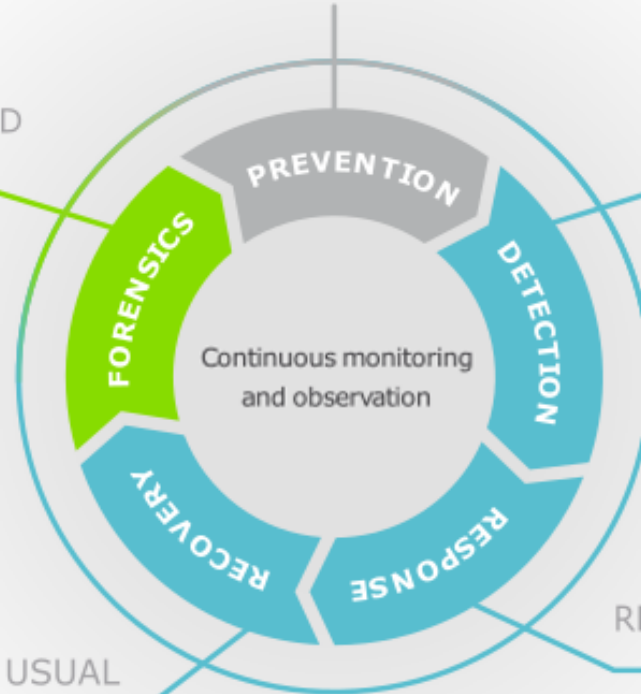 PREVENTION
DETECTION
RESPONSE
RECOVERY
FORENSICS
Continuous monitoring
and observation
D
USUAL